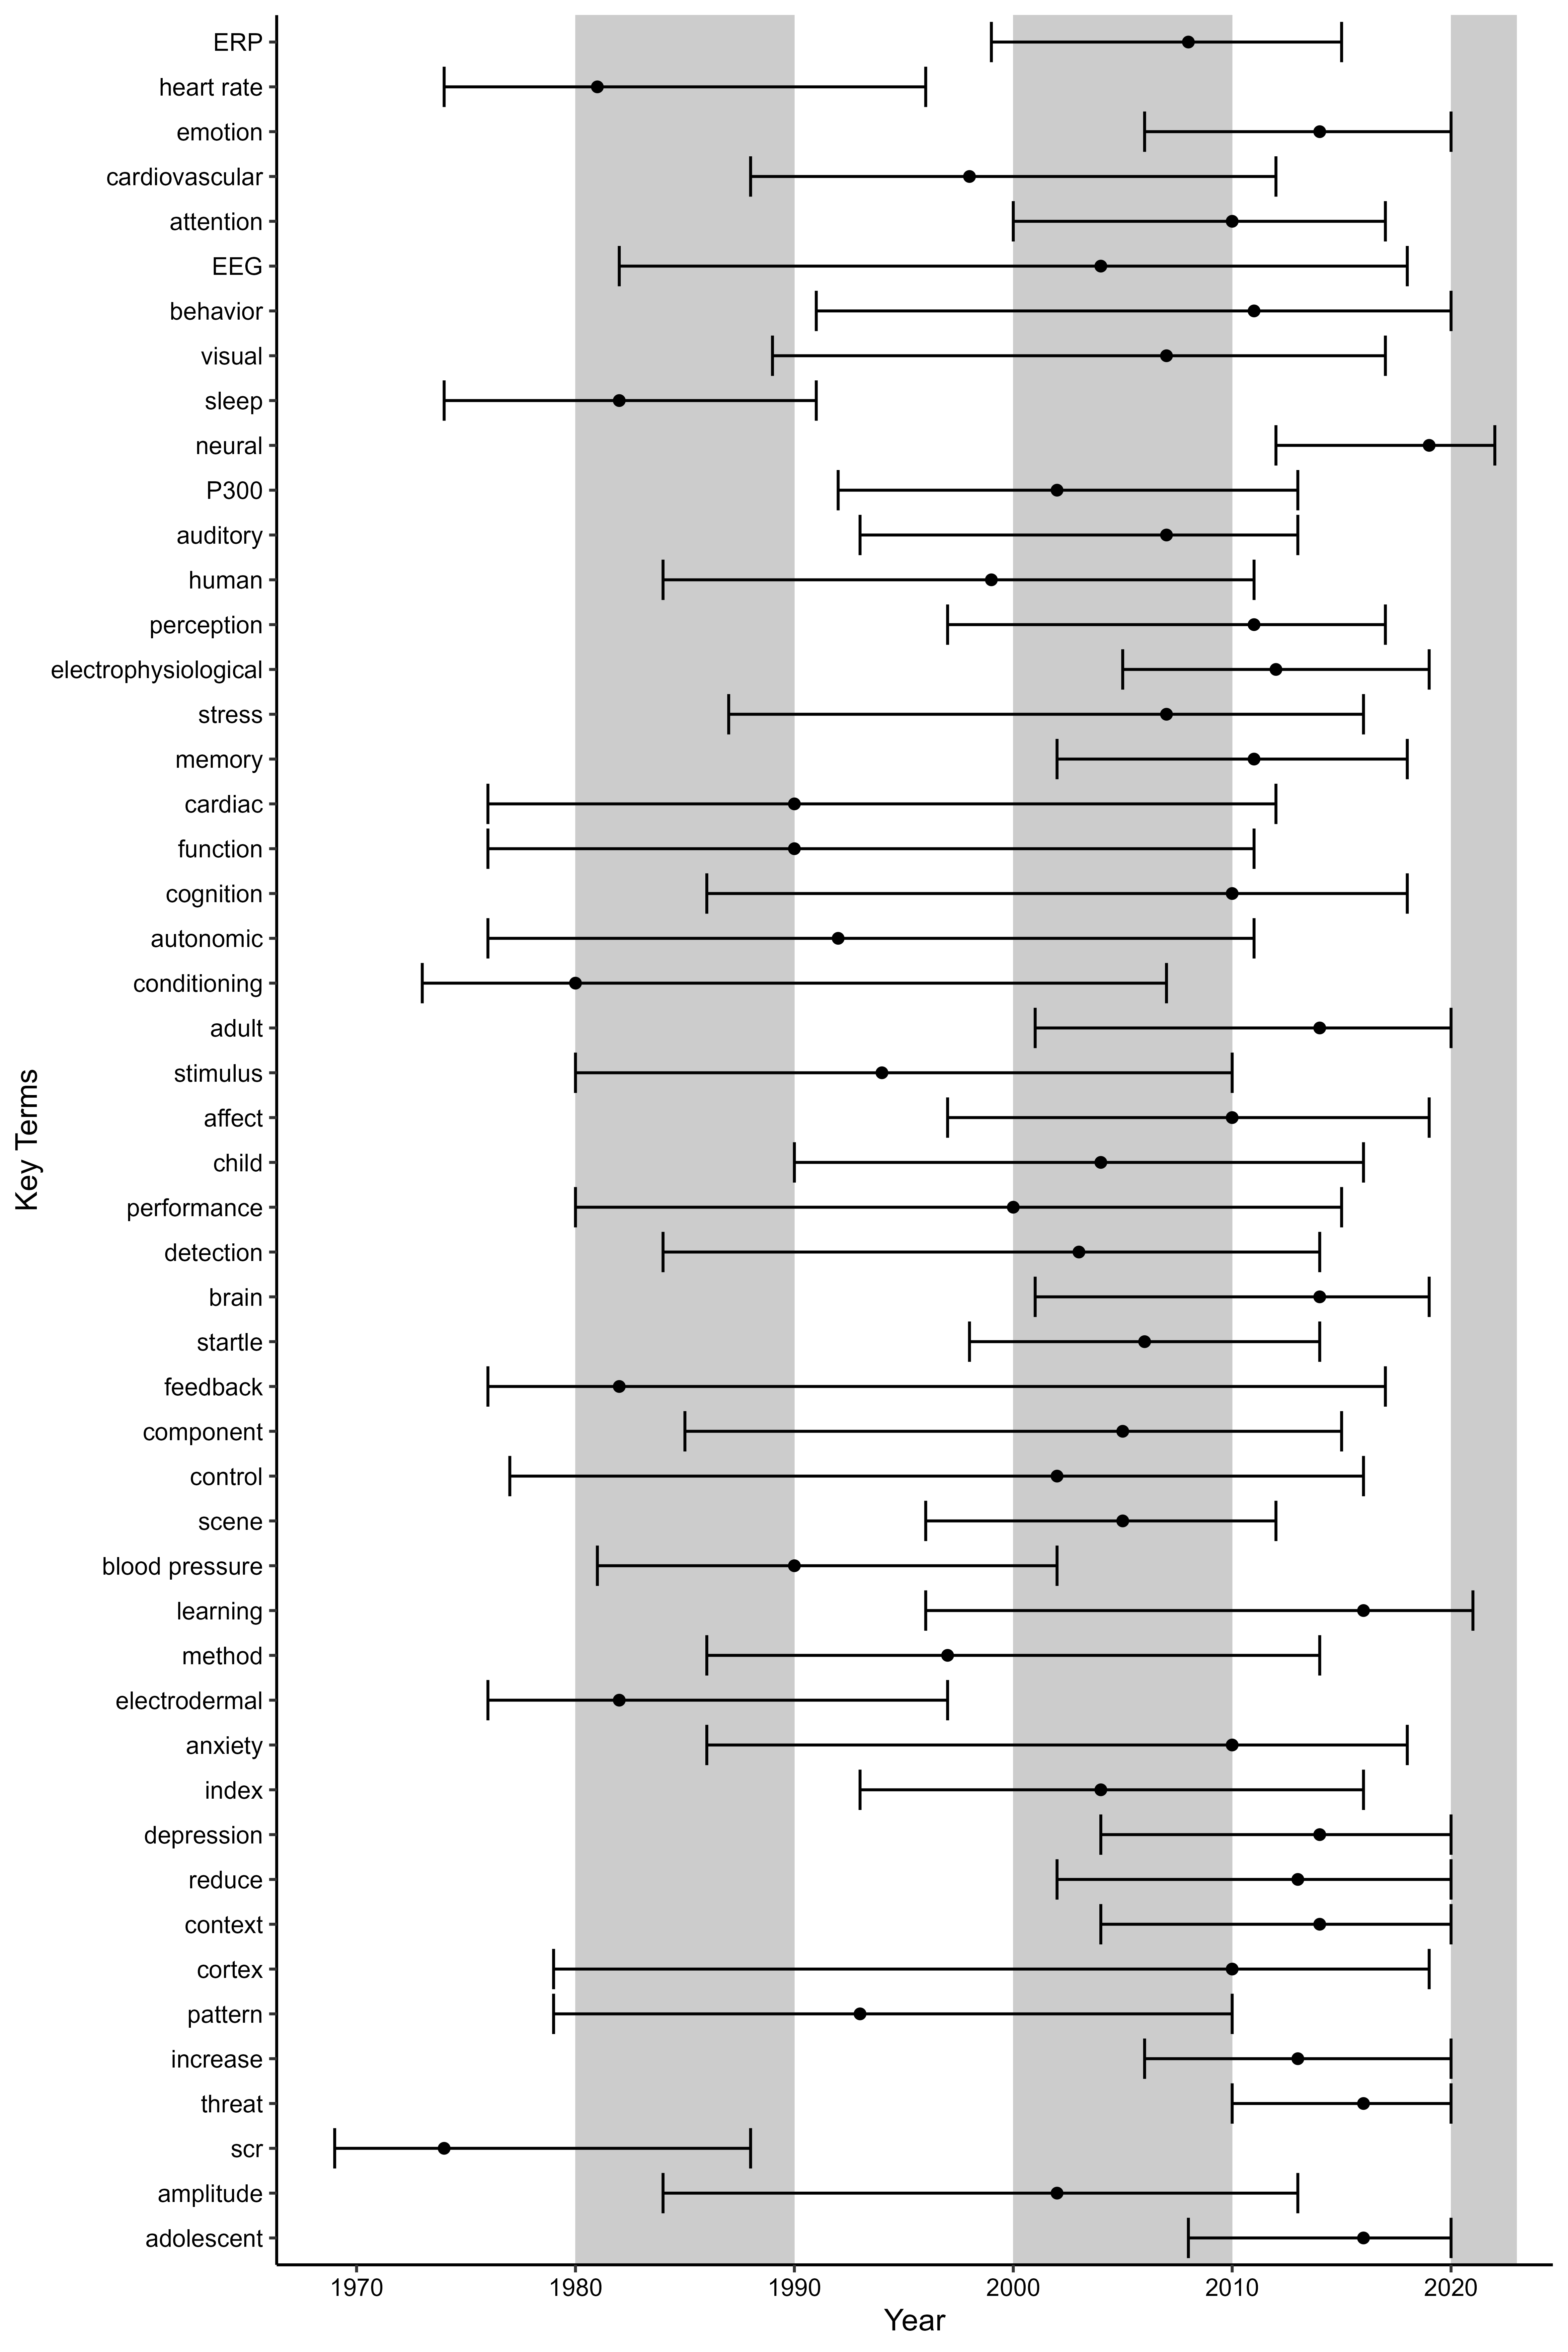 ERP
heart rate
emotion
cardiovascular
attention
EEG
behavior
visual
sleep
neural
P300
auditory
human
perception
electrophysiological
stress
memory
cardiac
function
cognition
autonomic
conditioning
adult
stimulus
affect
child
performance
detection
brain
startle
feedback
component
control
scene
blood pressure
learning
method
electrodermal
anxiety
index
depression
reduce
context
cortex
pattern
increase
threat
scr
amplitude
adolescent
Key Terms
1970 1980 1990 2000 2010 2020
Year